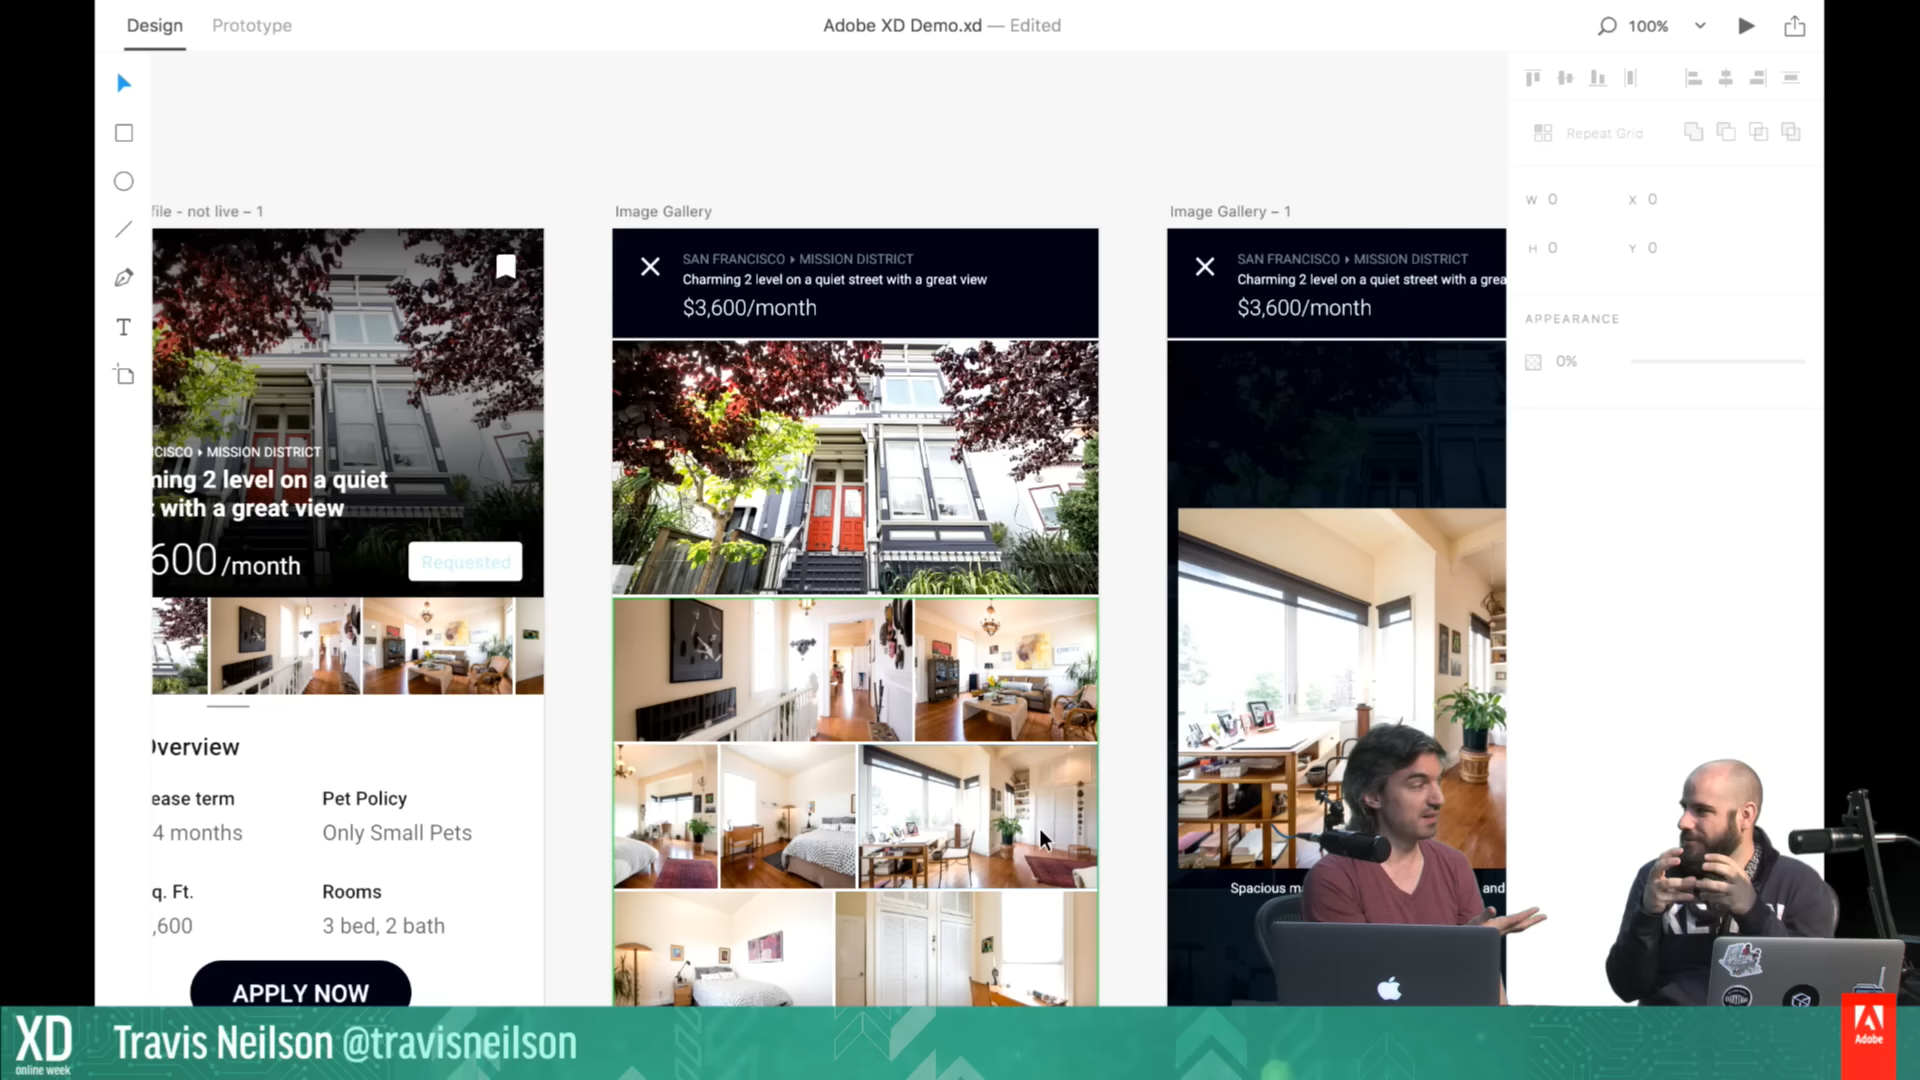 Design
Prototype
Adobe XD Demo.xd — Edited
100%
Repeat Grid
W 0
X 0
H 0
Y 0
APPEARANCE
0%
file - not live – 1
CISCO ▸ MISSION DISTRICT
ming 2 level on a quiet
t with a great view
600 /month
Requested
Overview
ease term
Pet Policy
4 months
Only Small Pets
q. Ft.
Rooms
,600
3 bed, 2 bath
APPLY NOW
Image Gallery
SAN FRANCISCO ▸ MISSION DISTRICT
Charming 2 level on a quiet street with a great view
$3,600/month
Image Gallery – 1
SAN FRANCISCO ▸ MISSION DISTRICT
Charming 2 level on a quiet street with a grea
$3,600/month
Spacious m
and
XD
online week
Travis Neilson @travisneilson
Adobe